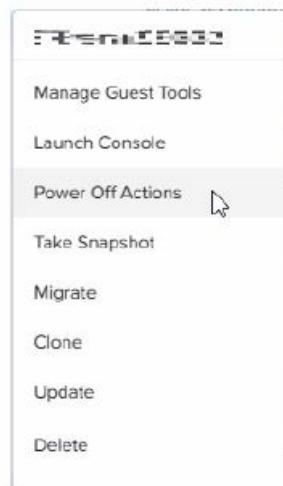 Manage Guest Tools
Launch Console
Power Off Actions
Take Snapshot
Migrate
Clone
Update
Delete